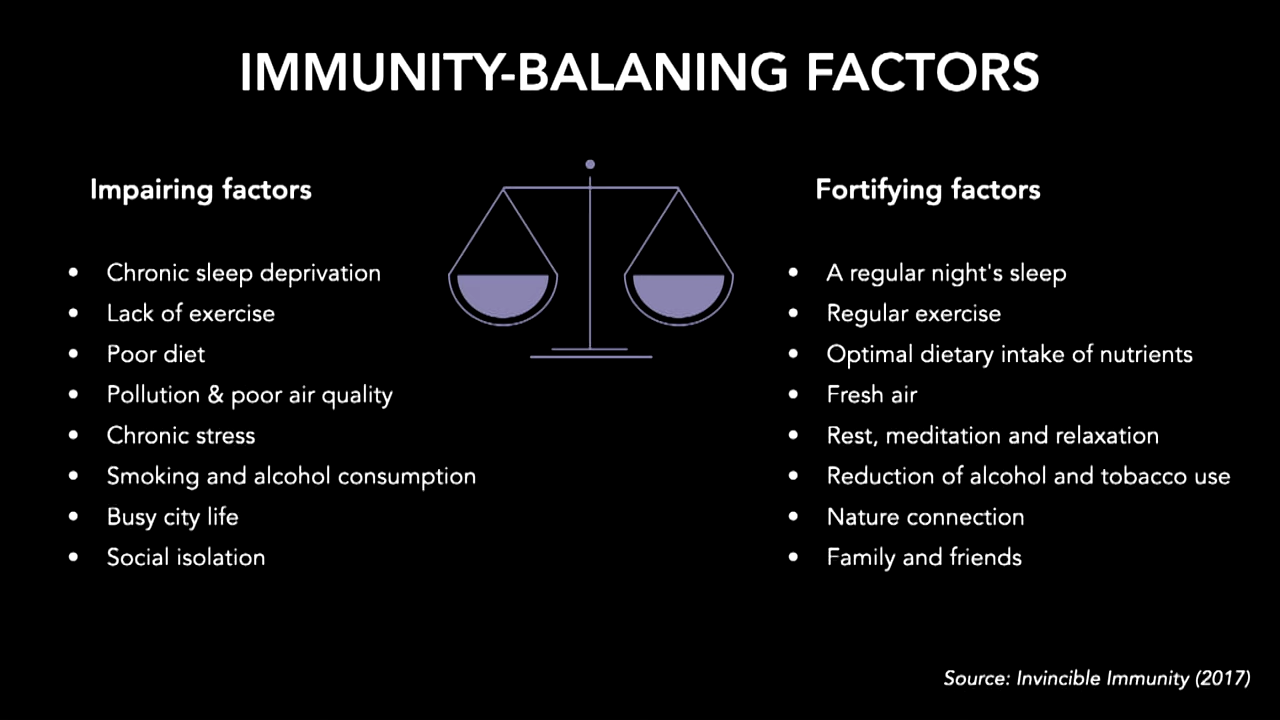 IMMUNITY-BALANING FACTORS
Impairing factors
• Chronic sleep deprivation
• Lack of exercise
• Poor diet
• Pollution & poor air quality
• Chronic stress
• Smoking and alcohol consumption
• Busy city life
• Social isolation
Fortifying factors
• A regular night's sleep
• Regular exercise
• Optimal dietary intake of nutrients
• Fresh air
• Rest, meditation and relaxation
• Reduction of alcohol and tobacco use
• Nature connection
• Family and friends
Source: Invincible Immunity (2017)